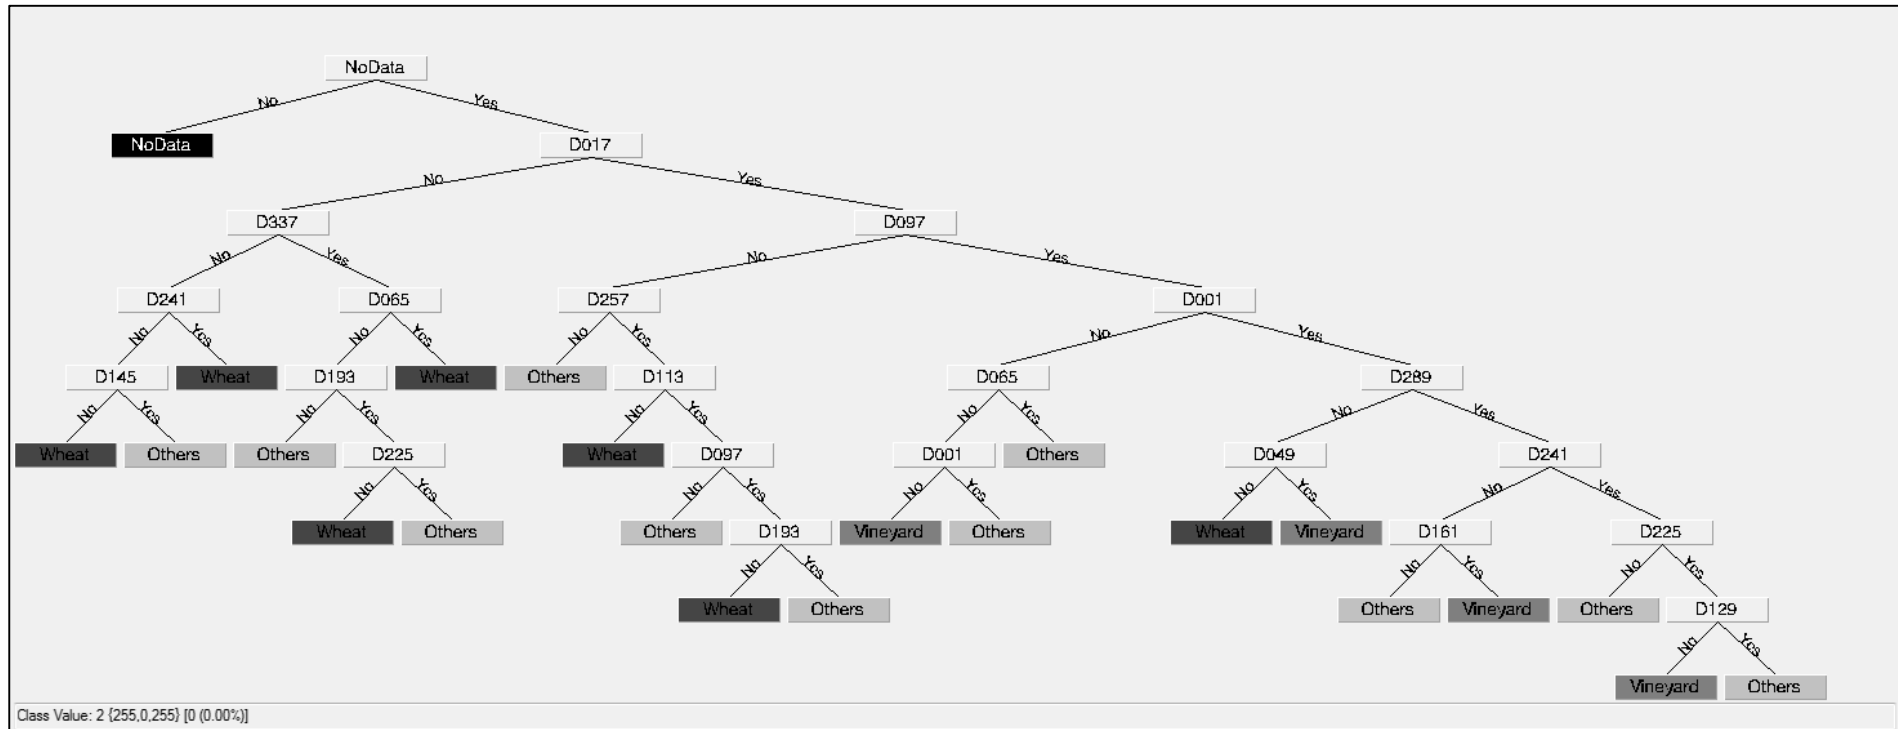 NoData
No Yes
NoData D017
No Yes
D337 D097
No Yes No Yes
D241 D065 D257 D001
No Yes No Yes No Yes No Yes
D145 Wheat D193 Wheat Others D113 D065 D289
No Yes No Yes No Yes No Yes No Yes
Wheat Others Others D225 Wheat D097 D001 Others D049 D241
No Yes No Yes No Yes No Yes No Yes
Wheat Others Others D193 Vineyard Others Wheat Vineyard D161 D225
No Yes No Yes No Yes
Wheat Others Others Vineyard Others D129
No Yes
Vineyard Others
Class Value: 2 {255,0,255} [0 (0.00%)]